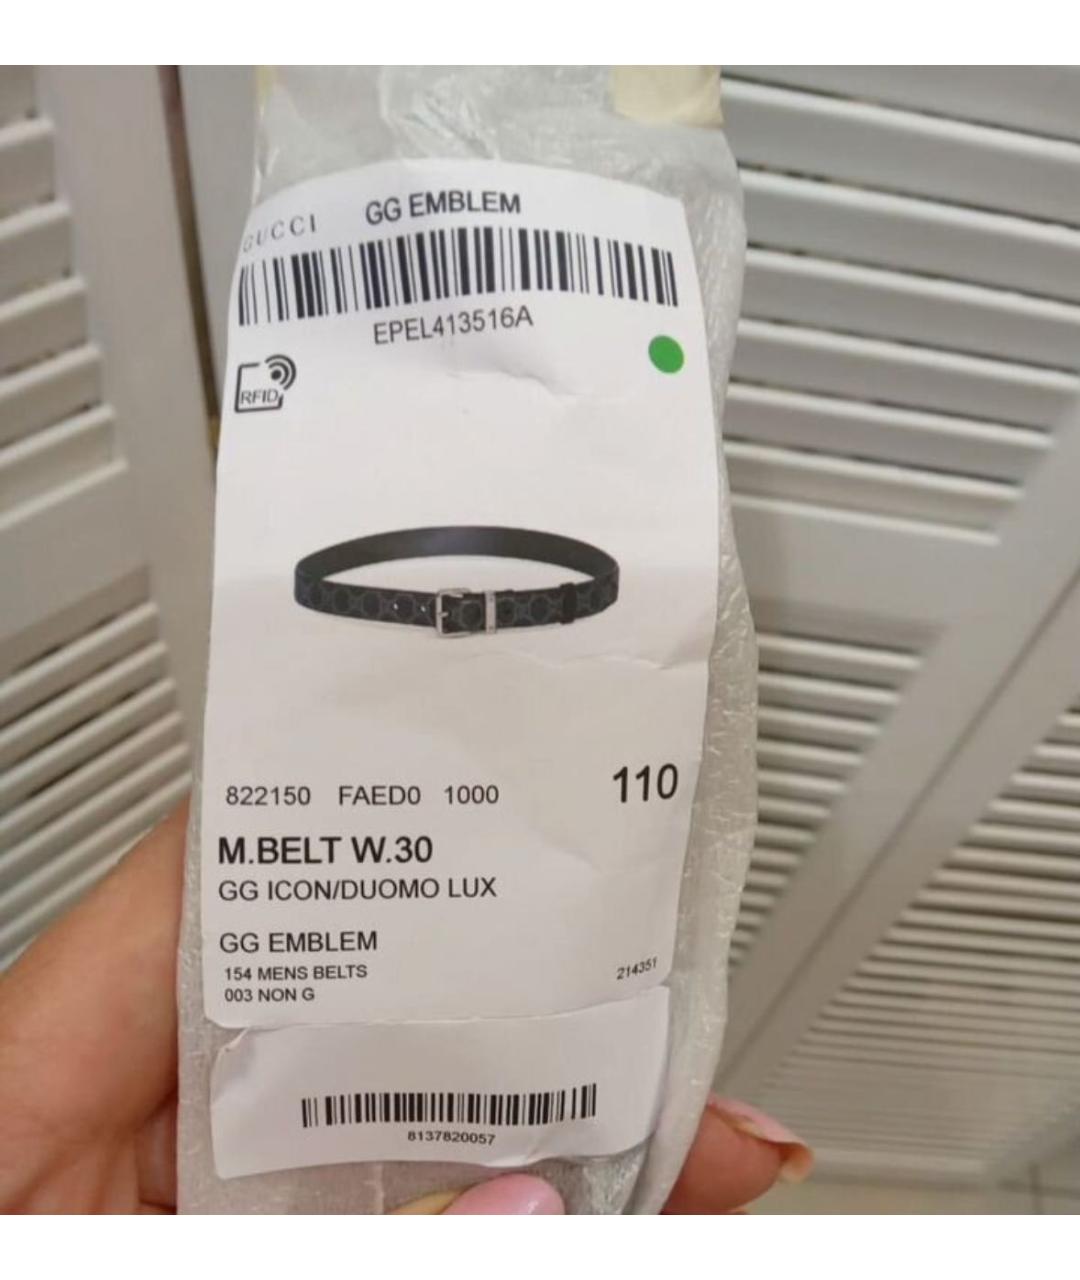 GUCCI GG EMBLEM
EPEL413516A
RFID
822150 FAED0 1000 110
M.BELT W.30
GG ICON/DUOMO LUX
GG EMBLEM
154 MENS BELTS
003 NON G 214351
8137820057